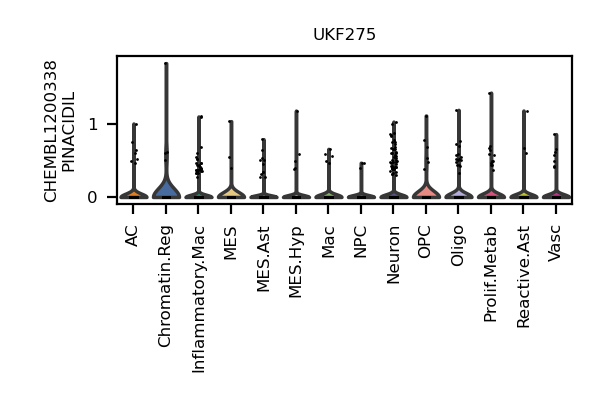 UKF275
CHEMBL1200338
PINACIDIL
1
0
AC
Chromatin.Reg
Inflammatory.Mac
MES
MES.Ast
MES.Hyp
Mac
NPC
Neuron
OPC
Oligo
Prolif.Metab
Reactive.Ast
Vasc